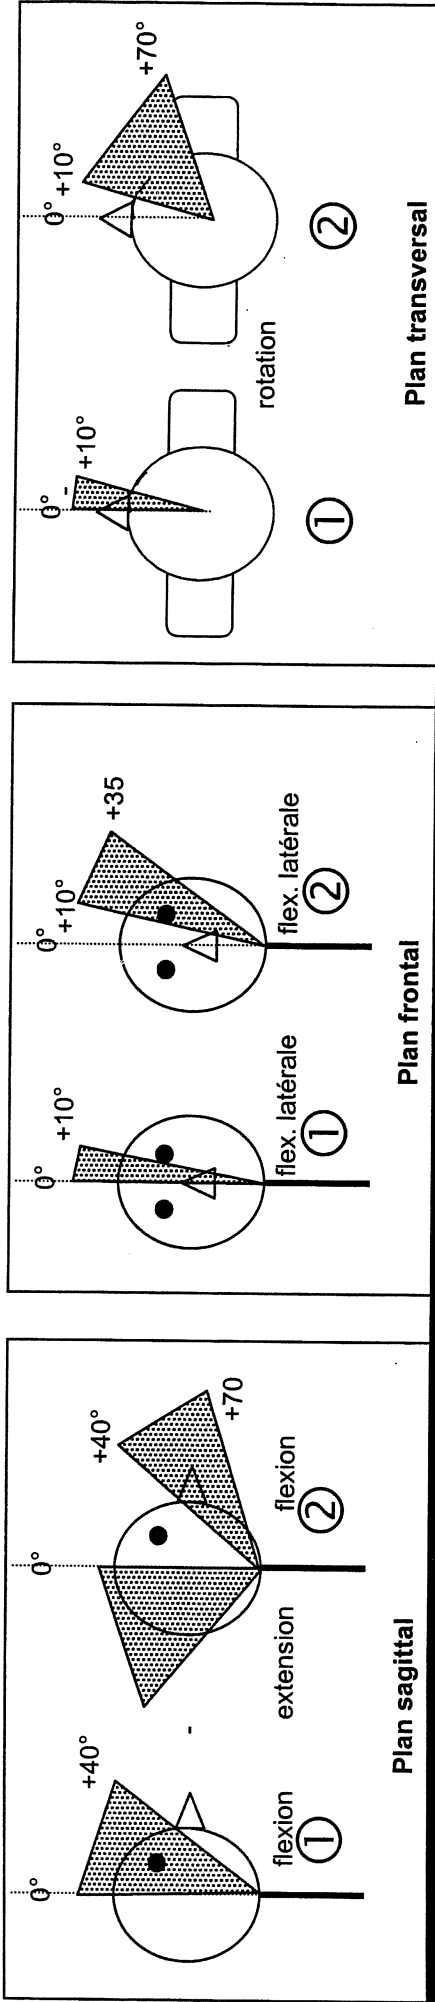 0°
+40°
flexion
①
-
0°
+40°
+70
extension
flexion
②
Plan sagittal
0°
+10°
flex. latérale
①
0°
+10°
+35
flex. latérale
②
Plan frontal
0° -
+10°
①
rotation
0° +10°
+70°
②
Plan transversal